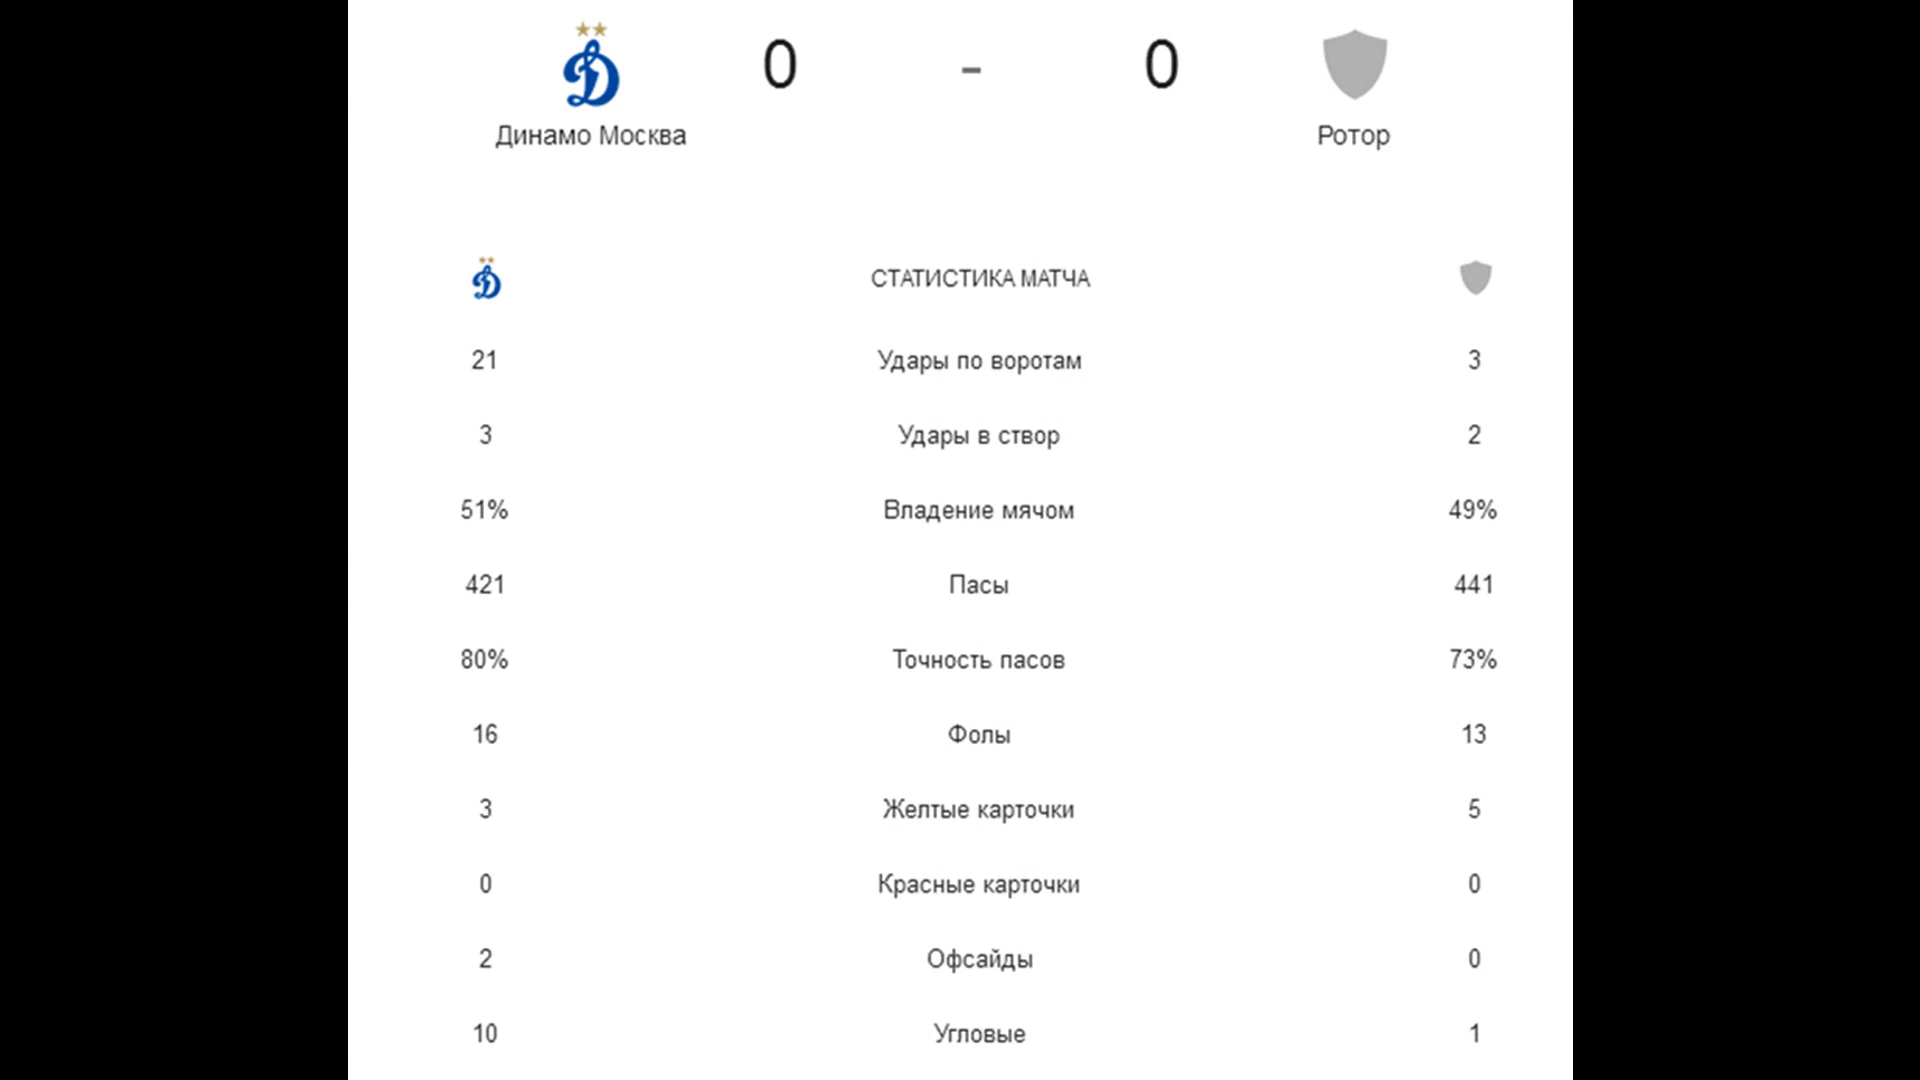 0 - 0
Динамо Москва Ротор
СТАТИСТИКА МАТЧА
21 Удары по воротам 3
3 Удары в створ 2
51% Владение мячом 49%
421 Пасы 441
80% Точность пасов 73%
16 Фолы 13
3 Желтые карточки 5
0 Красные карточки 0
2 Офсайды 0
10 Угловые 1